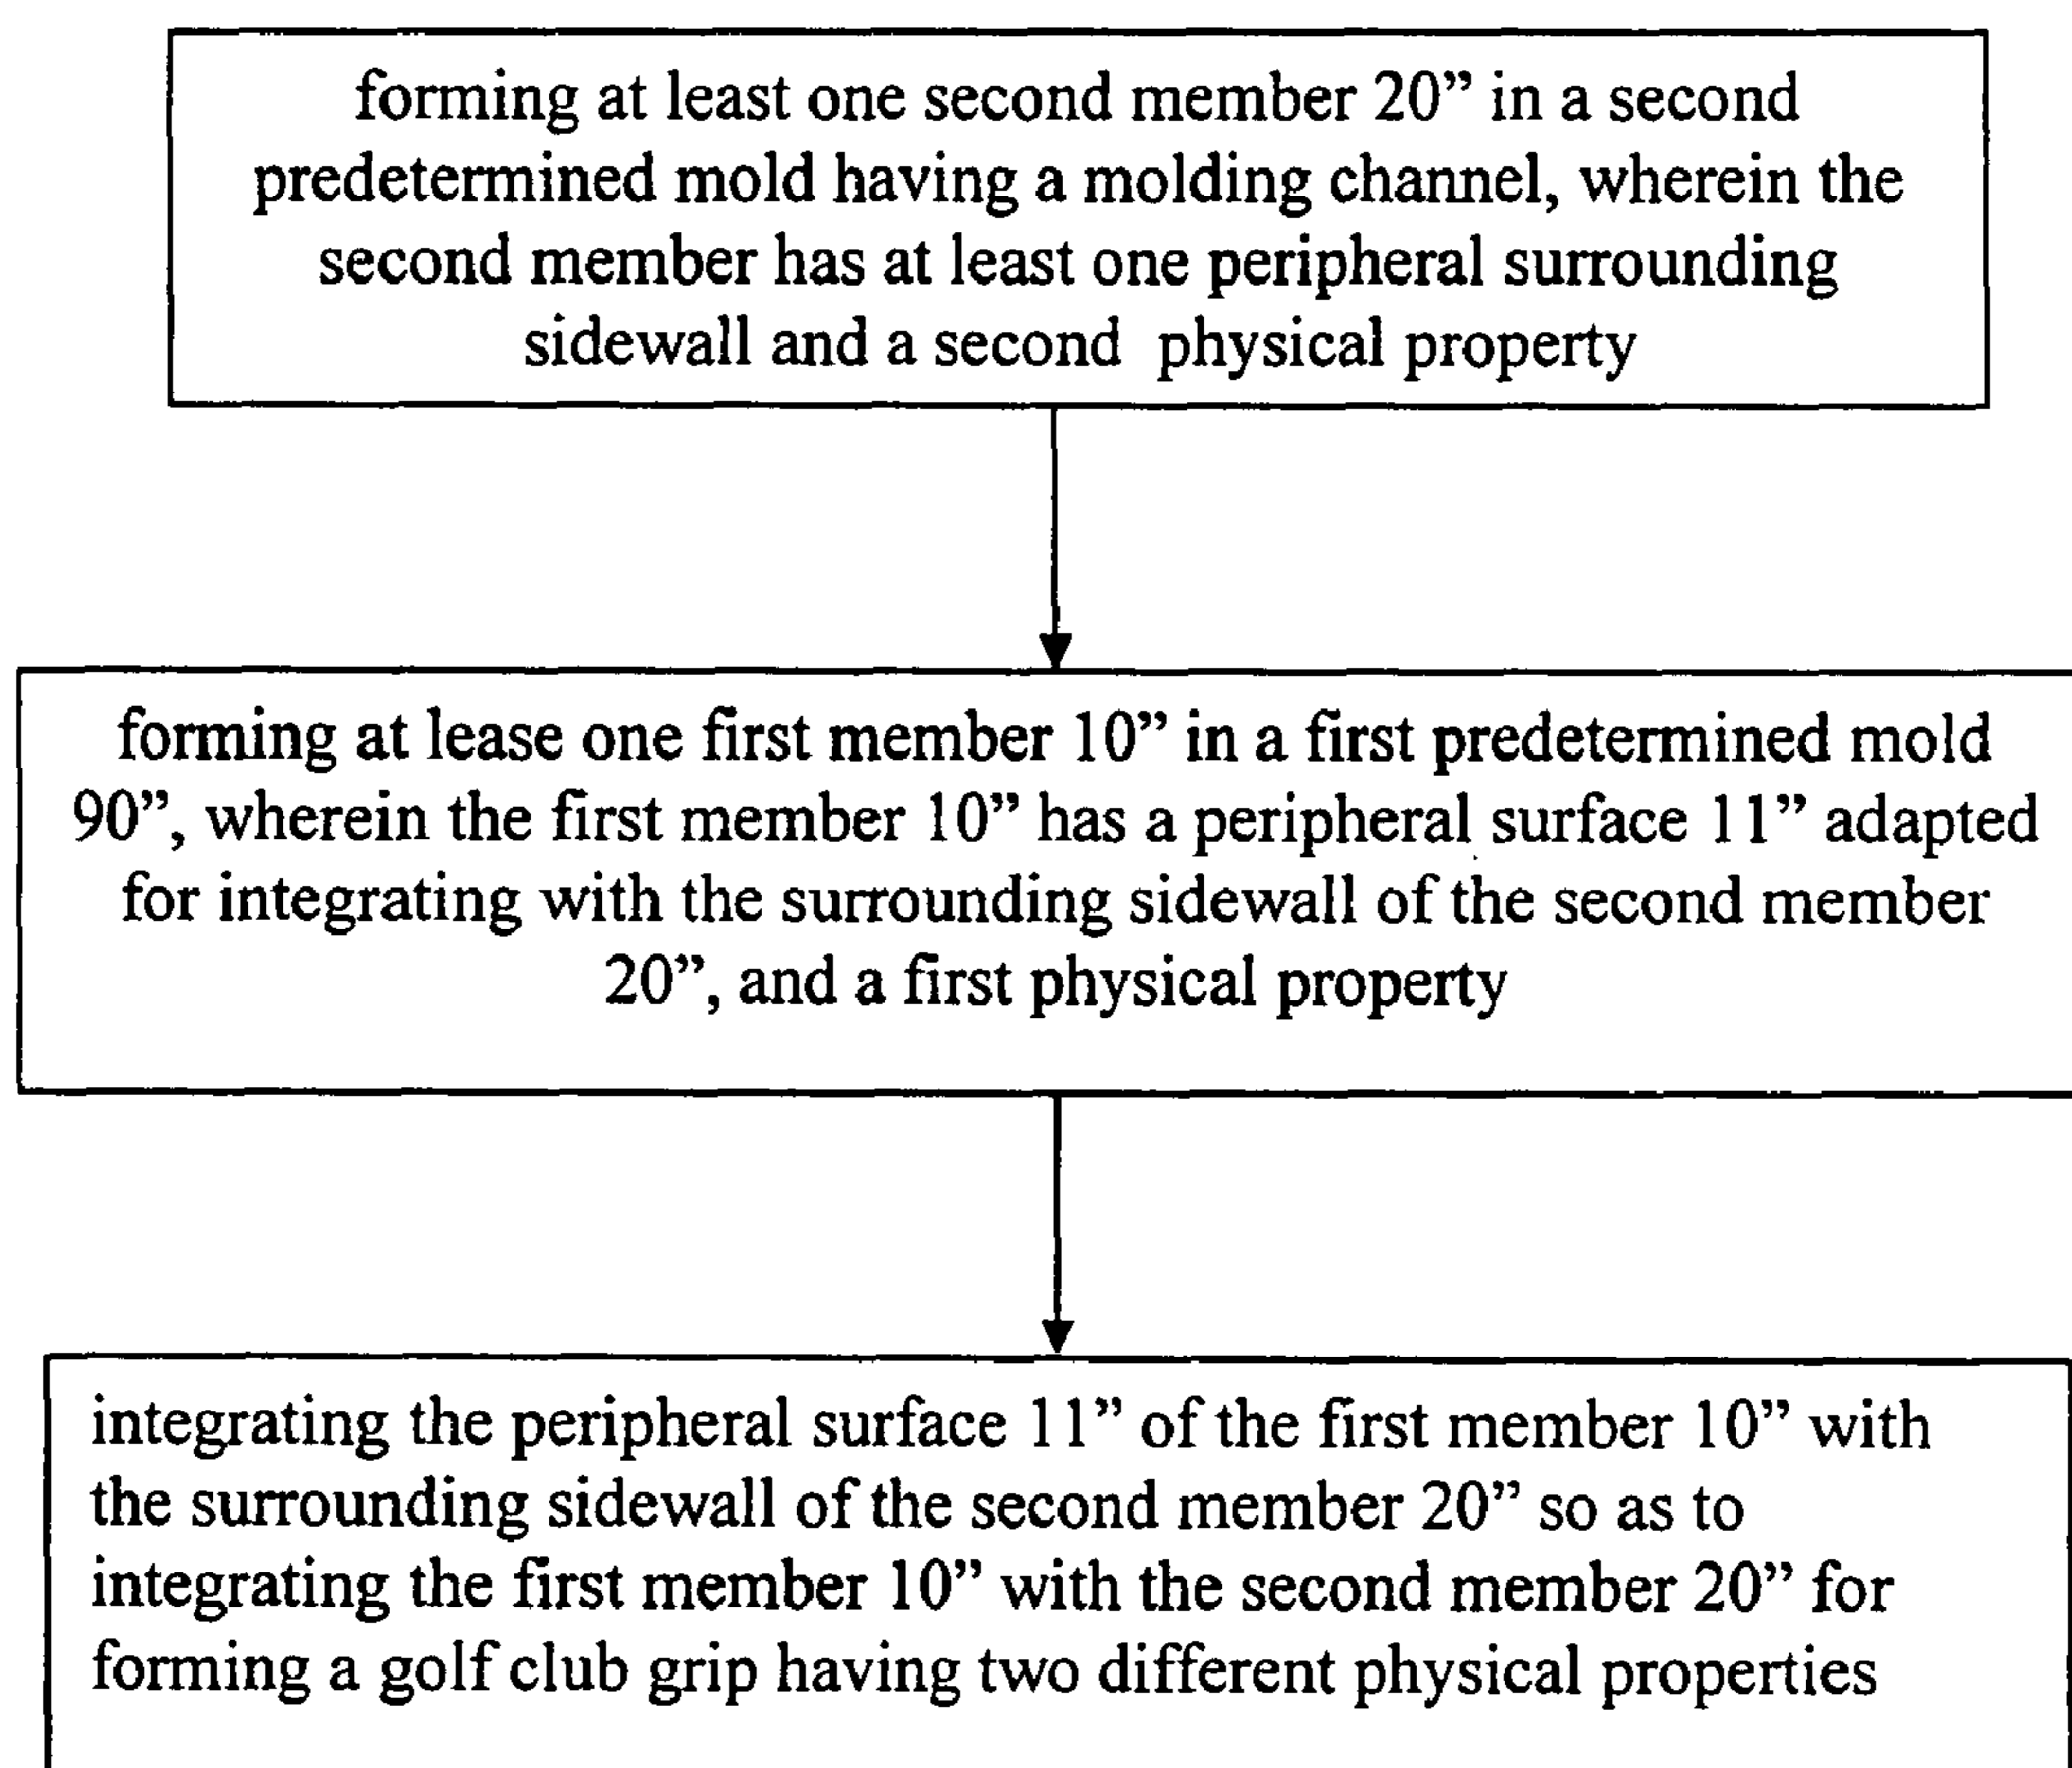 forming at least one second member 20” in a second
predetermined mold having a molding channel, wherein the
second member has at least one peripheral surrounding
sidewall and a second physical property
forming at lease one first member 10” in a first predetermined mold
90”, wherein the first member 10” has a peripheral surface 11” adapted
for integrating with the surrounding sidewall of the second member
20”, and a first physical property
integrating the peripheral surface 11” of the first member 10” with
the surrounding sidewall of the second member 20” so as to
integrating the first member 10” with the second member 20” for
forming a golf club grip having two different physical properties